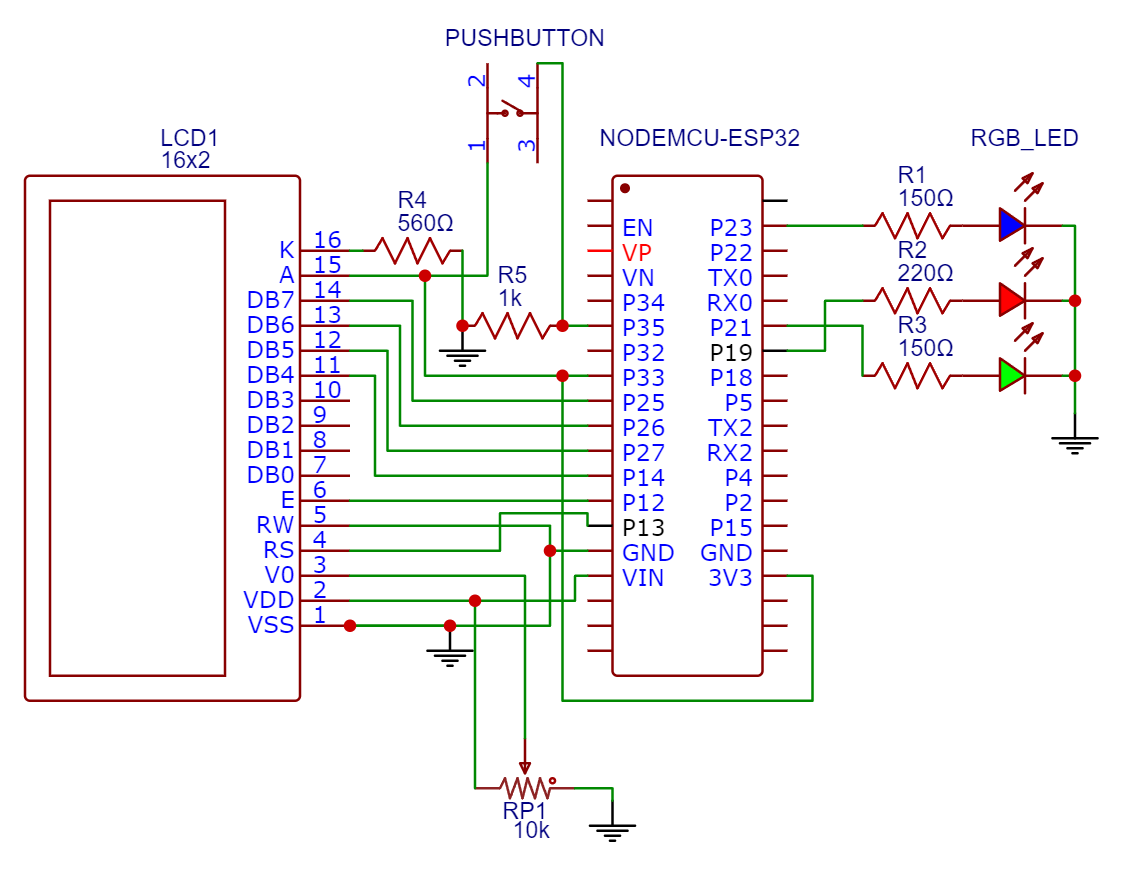 PUSHBUTTON
2
4
1
3
LCD1
16x2
K
16
A
15
DB7
14
DB6
13
DB5
12
DB4
11
DB3
10
DB2
9
DB1
8
DB0
7
E
6
RW
5
RS
4
V0
3
VDD
2
VSS
1
R4
560Ω
R5
1k
NODEMCU-ESP32
EN
VP
VN
P34
P35
P32
P33
P25
P26
P27
P14
P12
P13
GND
VIN
P23
P22
TX0
RX0
P21
P19
P18
P5
TX2
RX2
P4
P2
P15
GND
3V3
RGB_LED
R1
150Ω
R2
220Ω
R3
150Ω
RP1
10k